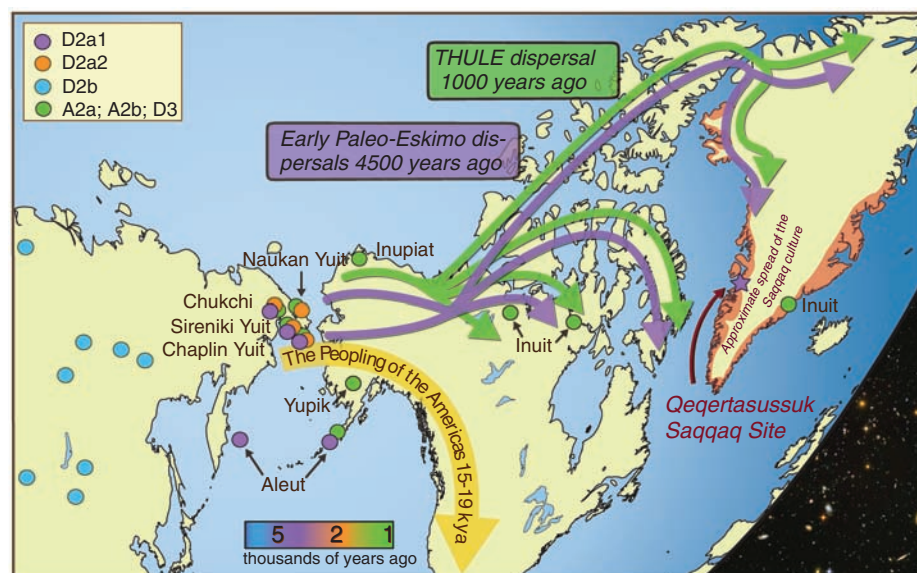 D2a1
D2a2
D2b
A2a; A2b; D3
THULE dispersal
1000 years ago
Early Paleo-Eskimo dis-
persals 4500 years ago
Naukan Yuit
Inupiat
Chukchi
Sireniki Yuit
Chaplin Yuit
The Peopling of the Americas 15-19 kya
Yupik
Aleut
Inuit
Inuit
Approximate spread of the
Saqqaq culture
Qeqertasussuk
Saqqaq Site
5 2 1
thousands of years ago